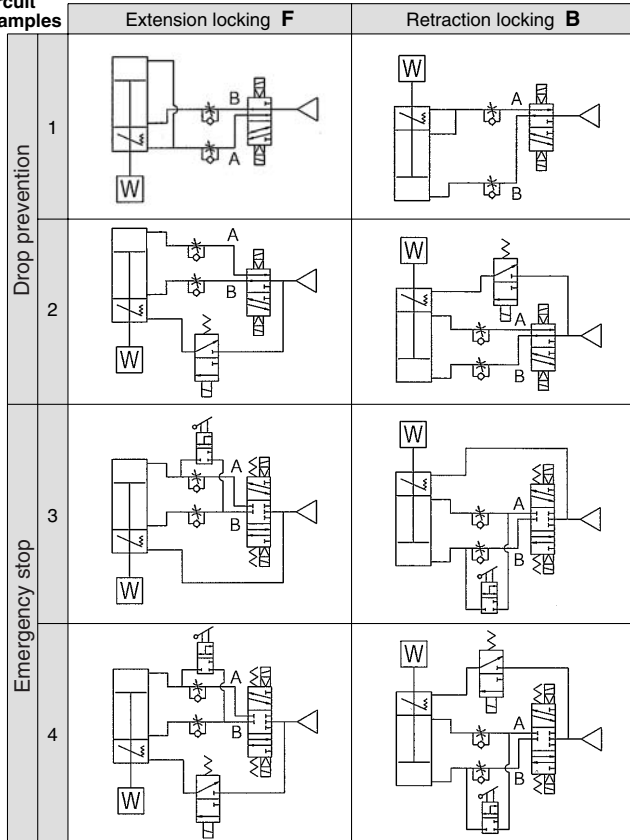 rcuit
amples
Extension locking F
Retraction locking B
Drop prevention
1
B
A
W
W
A
B
2
A
B
W
W
A
B
Emergency stop
3
A
B
W
W
A
B
4
A
B
W
W
A
B